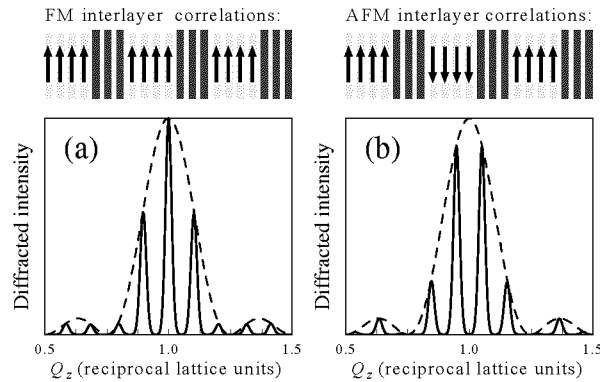 FM interlayer correlations:
AFM interlayer correlations:
(a)
(b)
Diffracted intensity
Diffracted intensity
0.5 1.0 1.5
0.5 1.0 1.5
Qz (reciprocal lattice units)
Qz (reciprocal lattice units)